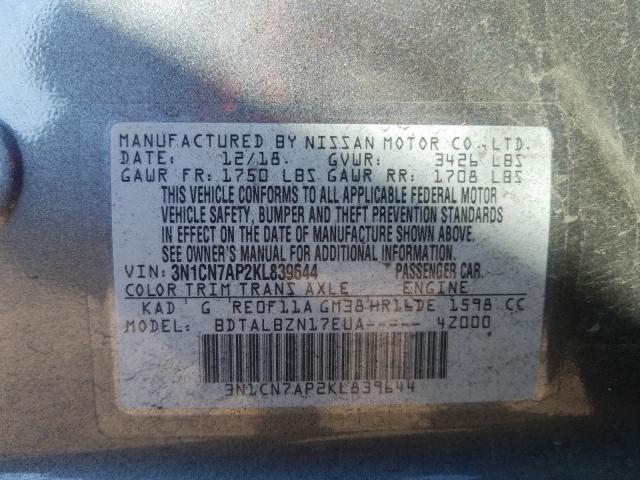 MANUFACTURED BY NISSAN MOTOR CO., LTD.
DATE 12/18. GVWR: 3426 LBS
GAWR FR: 1750 LBS GAWR RR: 1708 LBS
THIS VEHICLE CONFORMS TO ALL APPLICABLE FEDERAL MOTOR
VEHICLE SAFETY, BUMPER AND THEFT PREVENTION STANDARDS
IN EFFECT ON THE DATE OF MANUFACTURE SHOWN ABOVE.
SEE OWNER'S MANUAL FOR ADDITIONAL INFORMATION.
VIN: 3N1CN7AP2KL839644 PASSENGER CAR.
COLOR TRIM TRANS AXLE ENGINE
KAD G RE0F11A GM38 HR16DE 1598 CC
MODEL: BDTALBZN17EUA----- 4Z000
3N1CN7AP2KL839644